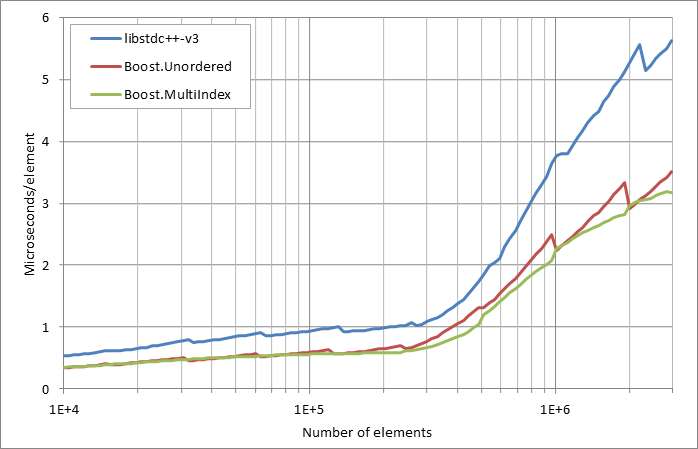 6
5
4
3
2
1
0
Microseconds/element
libstdc++-v3
Boost.Unordered
Boost.MultiIndex
1E+4
1E+5
1E+6
Number of elements